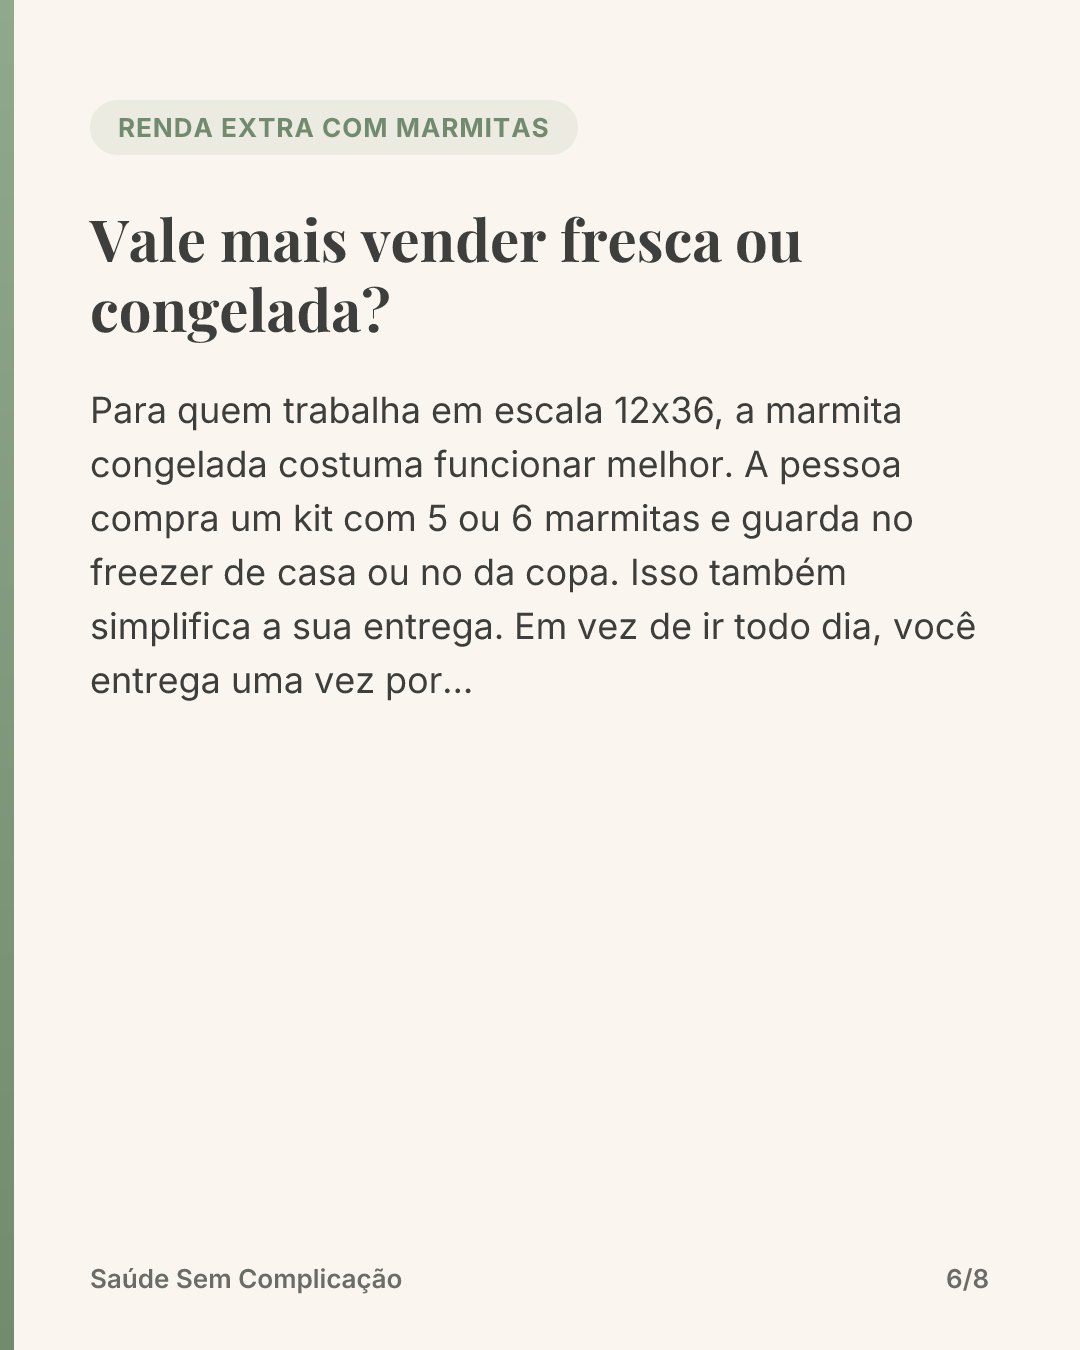 RENDA EXTRA COM MARMITAS
Vale mais vender fresca ou
congelada?
Para quem trabalha em escala 12x36, a marmita
congelada costuma funcionar melhor. A pessoa
compra um kit com 5 ou 6 marmitas e guarda no
freezer de casa ou no da copa. Isso também
simplifica a sua entrega. Em vez de ir todo dia, você
entrega uma vez por...
Saúde Sem Complicação
6/8